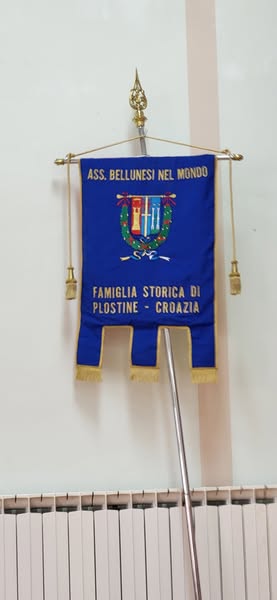 ASS. BELLUNESI NEL MONDO
FAMIGLIA STORICA DI
PLOSTINE - CROAZIA